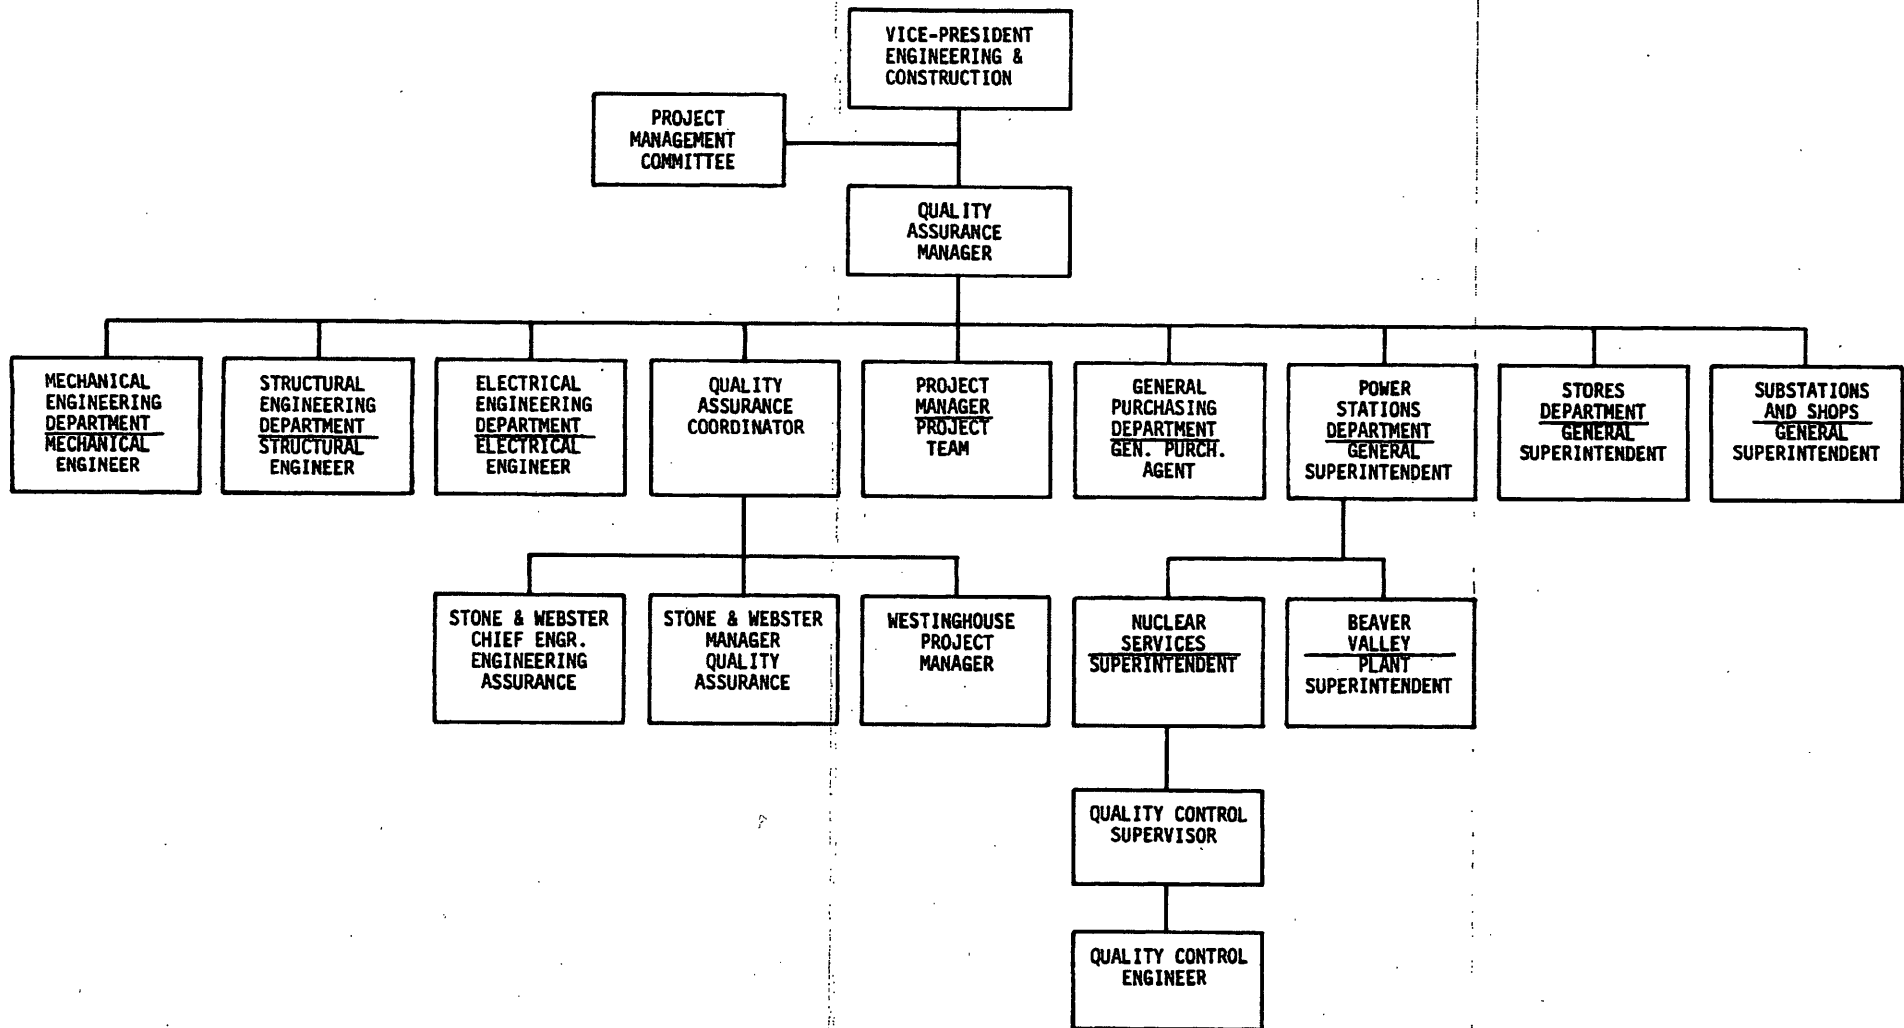 VICE-PRESIDENT
ENGINEERING &
CONSTRUCTION
PROJECT
MANAGEMENT
COMMITTEE
QUALITY
ASSURANCE
MANAGER
MECHANICAL
ENGINEERING
DEPARTMENT
MECHANICAL
ENGINEER
STRUCTURAL
ENGINEERING
DEPARTMENT
STRUCTURAL
ENGINEER
ELECTRICAL
ENGINEERING
DEPARTMENT
ELECTRICAL
ENGINEER
QUALITY
ASSURANCE
COORDINATOR
PROJECT
MANAGER
PROJECT
TEAM
GENERAL
PURCHASING
DEPARTMENT
GEN. PURCH.
AGENT
POWER
STATIONS
DEPARTMENT
GENERAL
SUPERINTENDENT
STORES
DEPARTMENT
GENERAL
SUPERINTENDENT
SUBSTATIONS
AND SHOPS
GENERAL
SUPERINTENDENT
STONE & WEBSTER
CHIEF ENGR.
ENGINEERING
ASSURANCE
STONE & WEBSTER
MANAGER
QUALITY
ASSURANCE
WESTINGHOUSE
PROJECT
MANAGER
NUCLEAR
SERVICES
SUPERINTENDENT
BEAVER
VALLEY
PLANT
SUPERINTENDENT
QUALITY CONTROL
SUPERVISOR
QUALITY CONTROL
ENGINEER